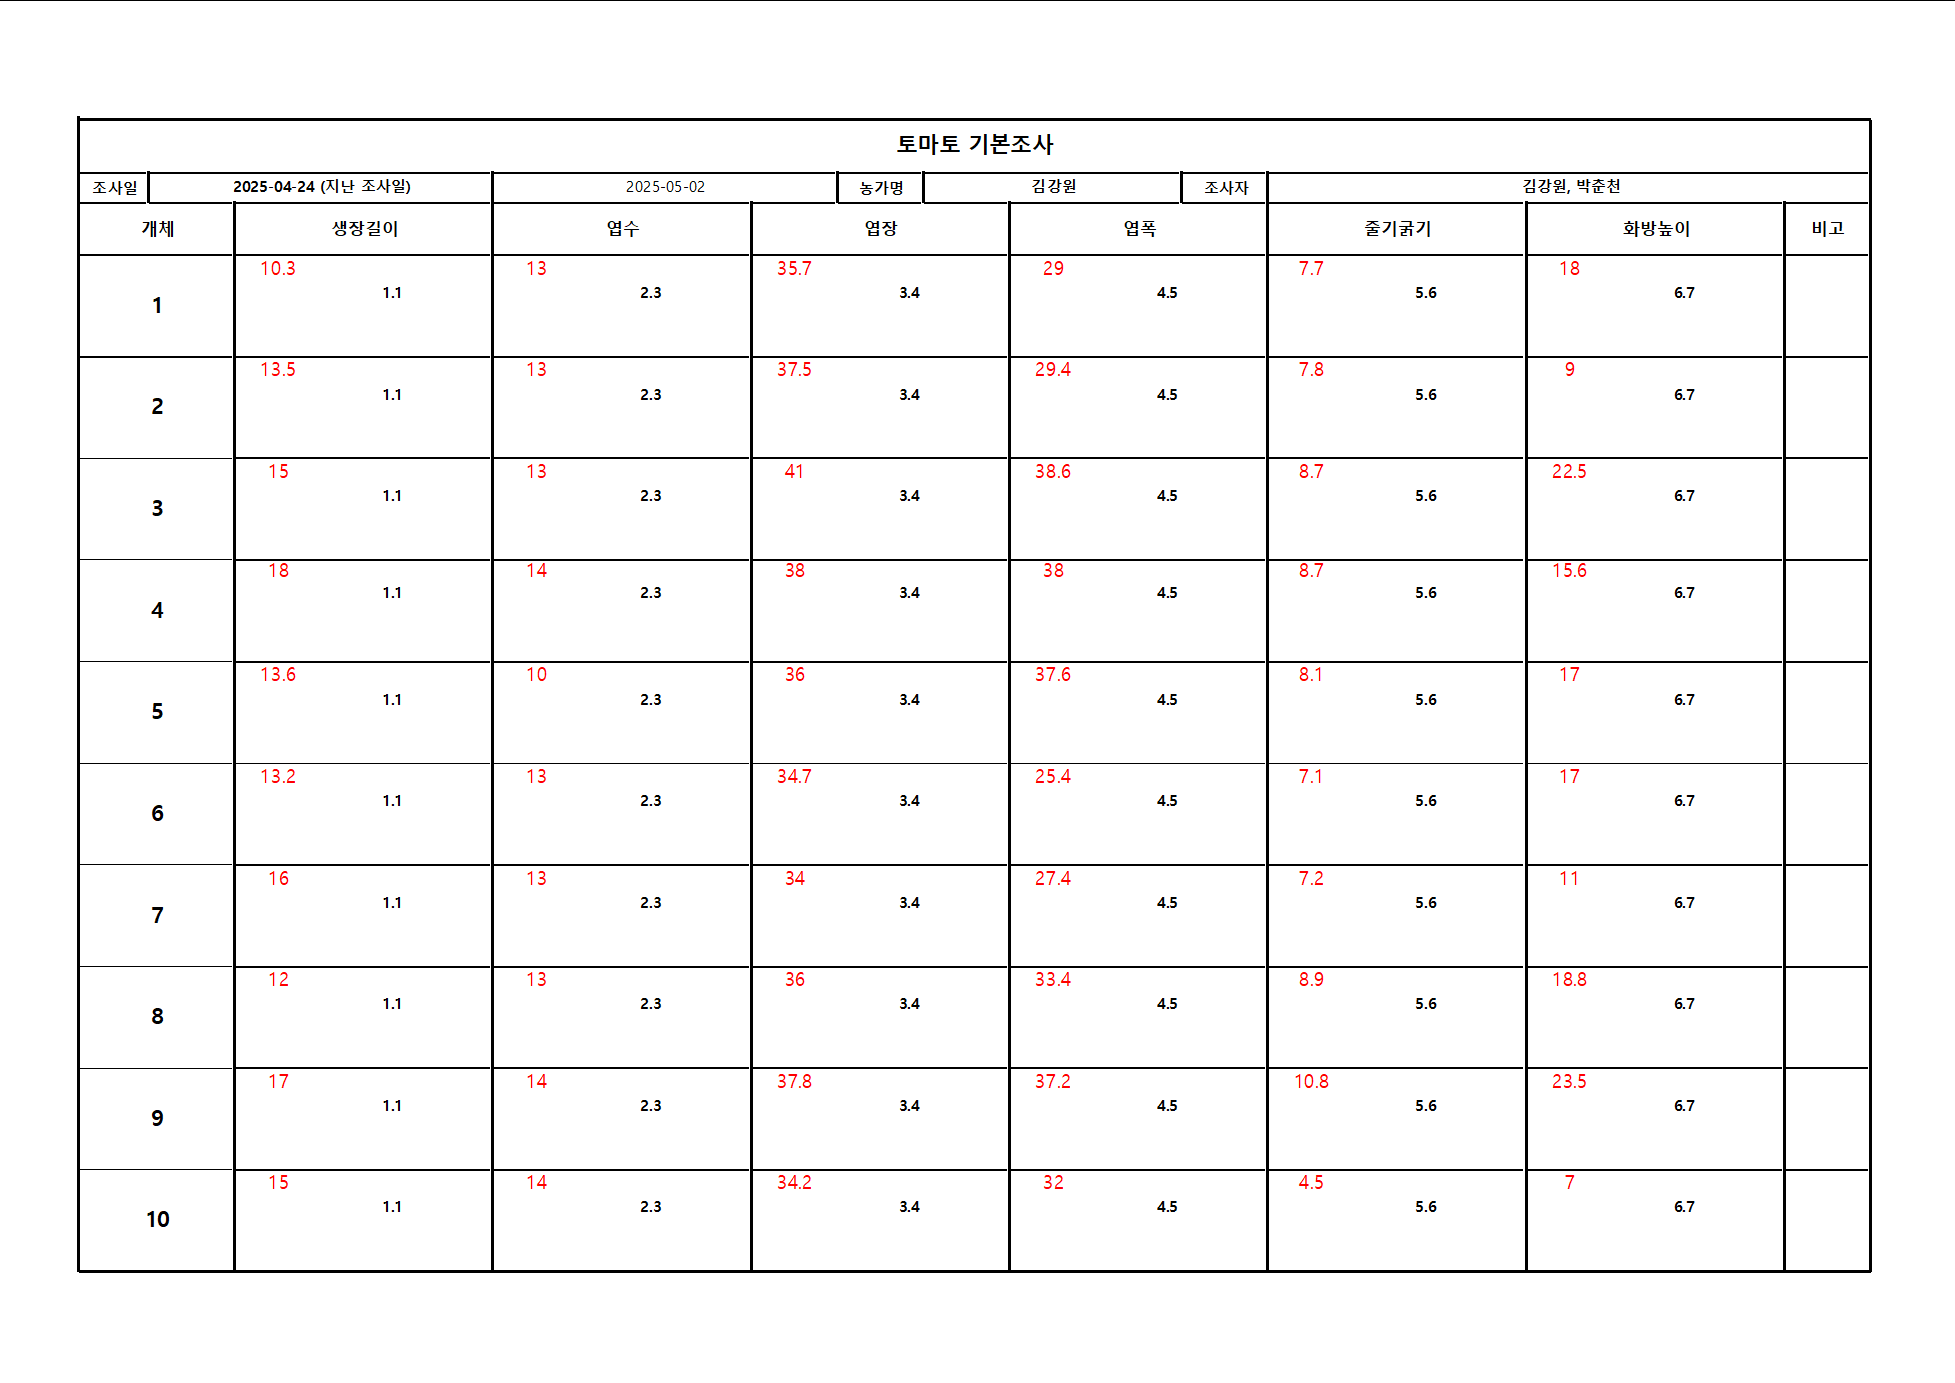 토마토 기본조사
조사일 2025-04-24 (지난 조사일) 2025-05-02 농가명 김강원 조사자 김강원, 박춘천
개체 생장길이 엽수 엽장 엽폭 줄기굵기 화방높이 비고
10.3 13 35.7 29 7.7 18
1 1.1 2.3 3.4 4.5 5.6 6.7
13.5 13 37.5 29.4 7.8 9
2 1.1 2.3 3.4 4.5 5.6 6.7
15 13 41 38.6 8.7 22.5
3 1.1 2.3 3.4 4.5 5.6 6.7
18 14 38 38 8.7 15.6
4 1.1 2.3 3.4 4.5 5.6 6.7
13.6 10 36 37.6 8.1 17
5 1.1 2.3 3.4 4.5 5.6 6.7
13.2 13 34.7 25.4 7.1 17
6 1.1 2.3 3.4 4.5 5.6 6.7
16 13 34 27.4 7.2 11
7 1.1 2.3 3.4 4.5 5.6 6.7
12 13 36 33.4 8.9 18.8
8 1.1 2.3 3.4 4.5 5.6 6.7
17 14 37.8 37.2 10.8 23.5
9 1.1 2.3 3.4 4.5 5.6 6.7
15 14 34.2 32 4.5 7
10 1.1 2.3 3.4 4.5 5.6 6.7